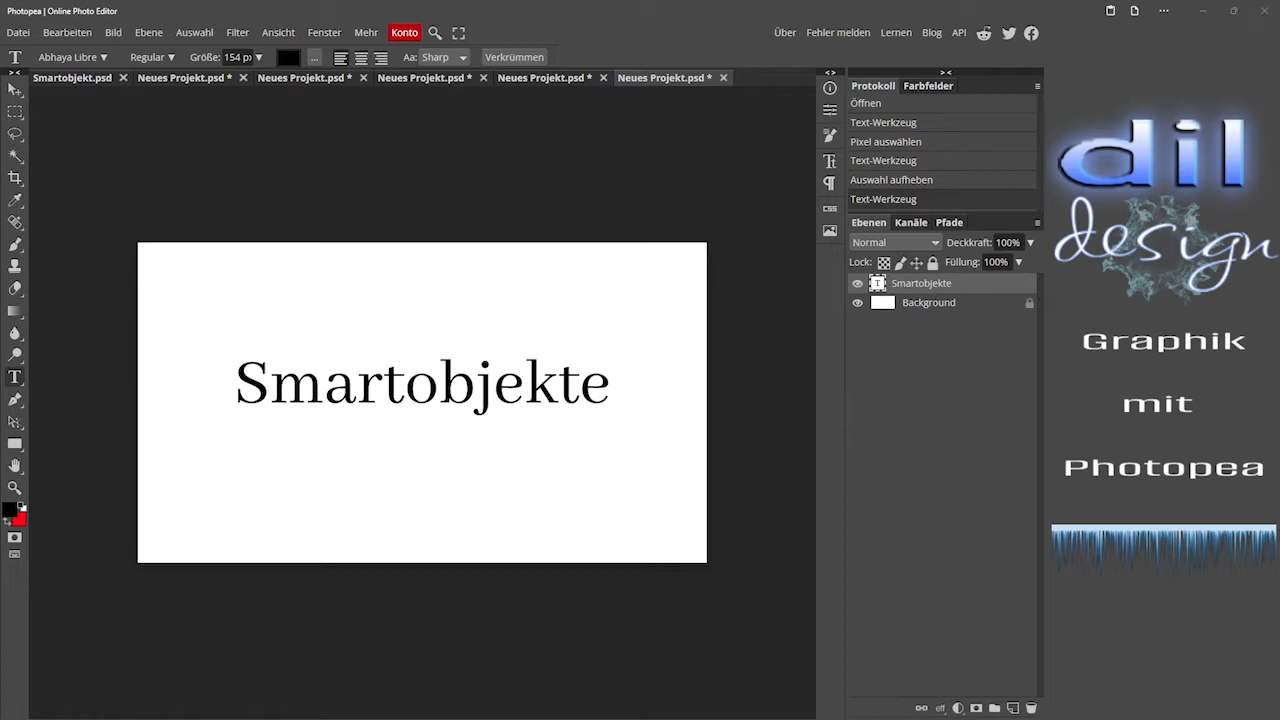 Photopea | Online Photo Editor
Datei Bearbeiten Bild Ebene Auswahl Filter Ansicht Fenster Mehr Konto Über Fehler melden Lernen Blog API
Abhaya Libre Regular Größe: 154 px ... Aa: Sharp Verkrümmen
Smartobjekt.psd Neues Projekt.psd * Neues Projekt.psd * Neues Projekt.psd * Neues Projekt.psd * Neues Projekt.psd *
Protokoll Farbfelder
Öffnen
Text-Werkzeug
Pixel auswählen
Text-Werkzeug
Auswahl aufheben
Text-Werkzeug
CSS
Ebenen Kanäle Pfade
Normal Deckkraft: 100%
Lock: Füllung: 100%
Smartobjekte
Background
eff
Smartobjekte
dil
design
Graphik
mit
Photopea